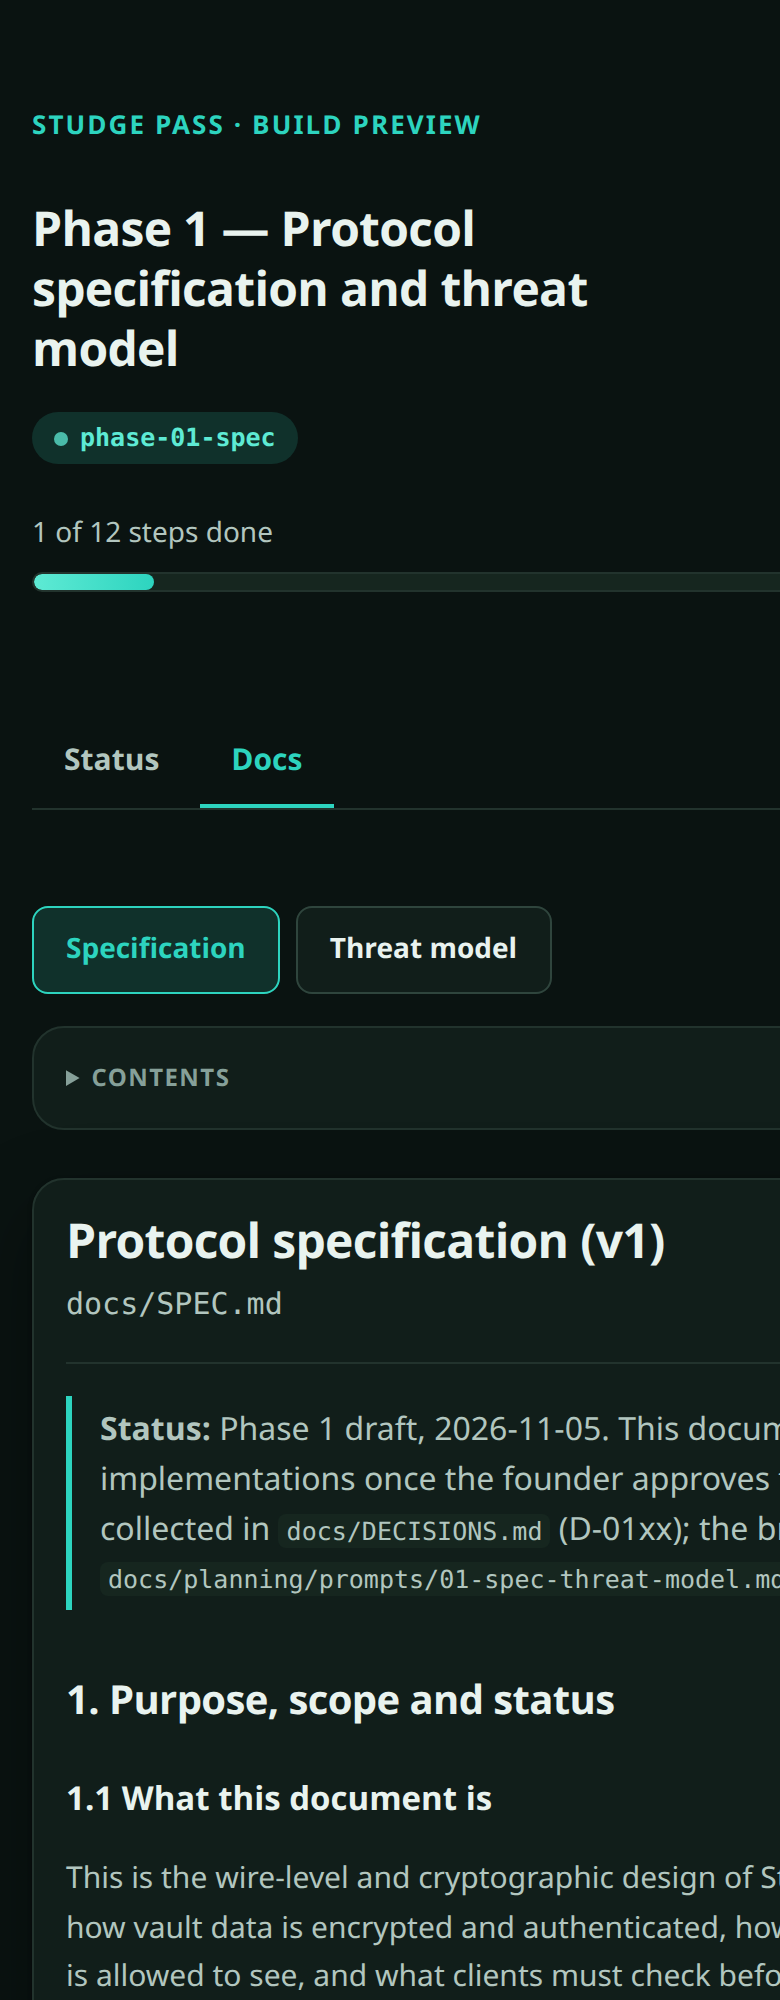 STUDGE PASS · BUILD PREVIEW
Phase 1 — Protocol
specification and threat
model
phase-01-spec
1 of 12 steps done
Status
Docs
Specification
Threat model
CONTENTS
Protocol specification (v1)
docs/SPEC.md
Status: Phase 1 draft, 2026-11-05. This docum
implementations once the founder approves
collected in docs/DECISIONS.md (D-01xx); the b
docs/planning/prompts/01-spec-threat-model.md
1. Purpose, scope and status
1.1 What this document is
This is the wire-level and cryptographic design of St
how vault data is encrypted and authenticated, how
is allowed to see, and what clients must check befo